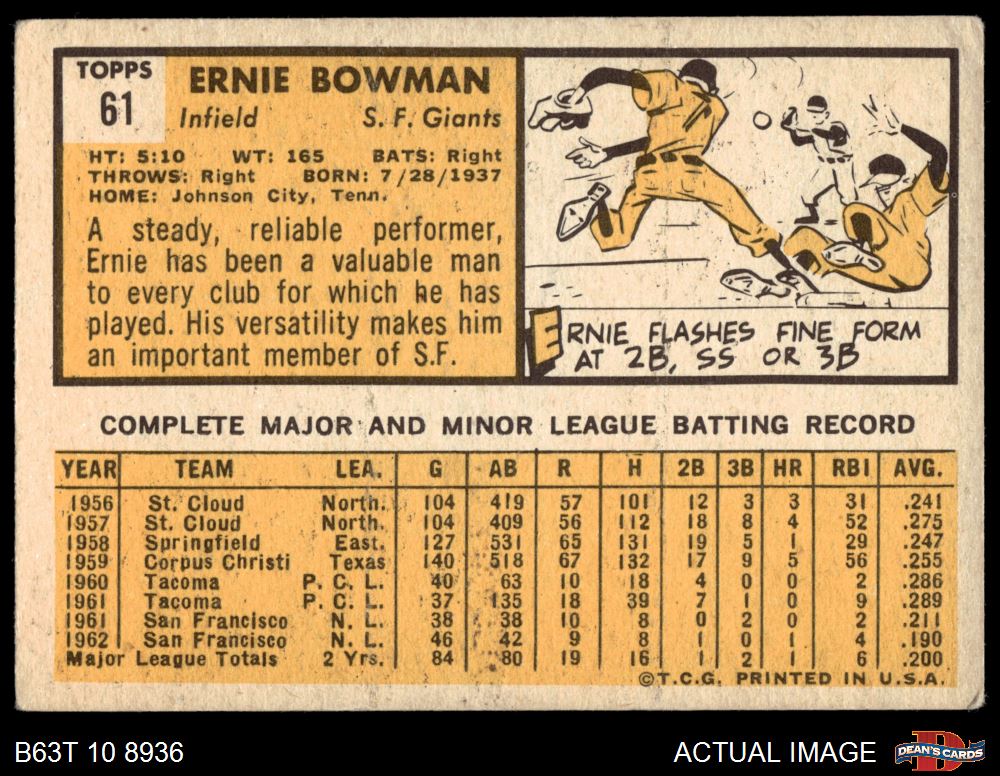 TOPPS
61
ERNIE BOWMAN
Infield S. F. Giants
HT: 5:10 WT: 165 BATS: Right
THROWS: Right BORN: 7/28/1937
HOME: Johnson City, Tenn.
A steady, reliable performer,
Ernie has been a valuable man
to every club for which he has
played. His versatility makes him
an important member of S.F.
ERNIE FLASHES FINE FORM
AT 2B, SS OR 3B
COMPLETE MAJOR AND MINOR LEAGUE BATTING RECORD
YEAR TEAM LEA. G AB R H 2B 3B HR RBI AVG.
1956 St. Cloud North. 104 419 57 101 12 3 3 31 .241
1957 St. Cloud North. 104 409 56 112 18 8 4 52 .275
1958 Springfield East. 127 531 65 131 19 5 1 29 .247
1959 Corpus Christi Texas 140 518 67 132 17 9 5 56 .255
1960 Tacoma P. C. L. 40 63 10 18 4 0 0 2 .286
1961 Tacoma P. C. L. 37 135 18 39 7 1 0 9 .289
1961 San Francisco N. L. 38 38 10 8 0 2 0 2 .211
1962 San Francisco N. L. 46 42 9 8 1 0 1 4 .190
Major League Totals 2 Yrs. 84 80 19 16 1 2 1 6 .200
©T.C.G. PRINTED IN U.S.A.
B63T 10 8936 ACTUAL IMAGE DEAN'S CARDS